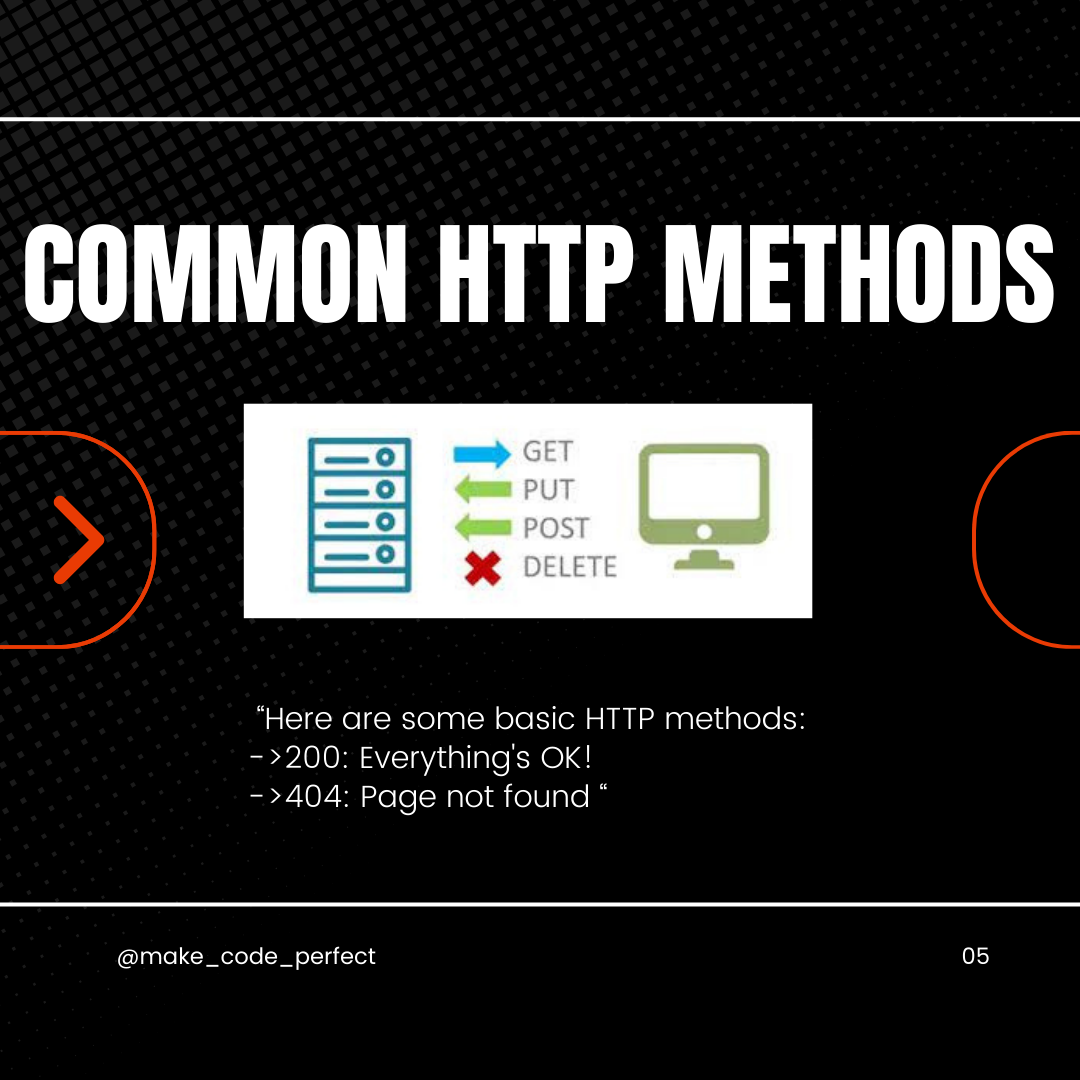 COMMON HTTP METHODS
GET
PUT
POST
DELETE
“Here are some basic HTTP methods:
->200: Everything's OK!
->404: Page not found “
@make_code_perfect
05